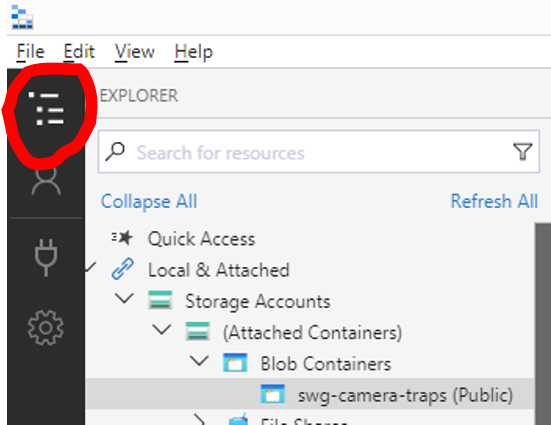 File Edit View Help
EXPLORER
Search for resources
Collapse All Refresh All
Quick Access
Local & Attached
Storage Accounts
(Attached Containers)
Blob Containers
swg-camera-traps (Public)
File Shares